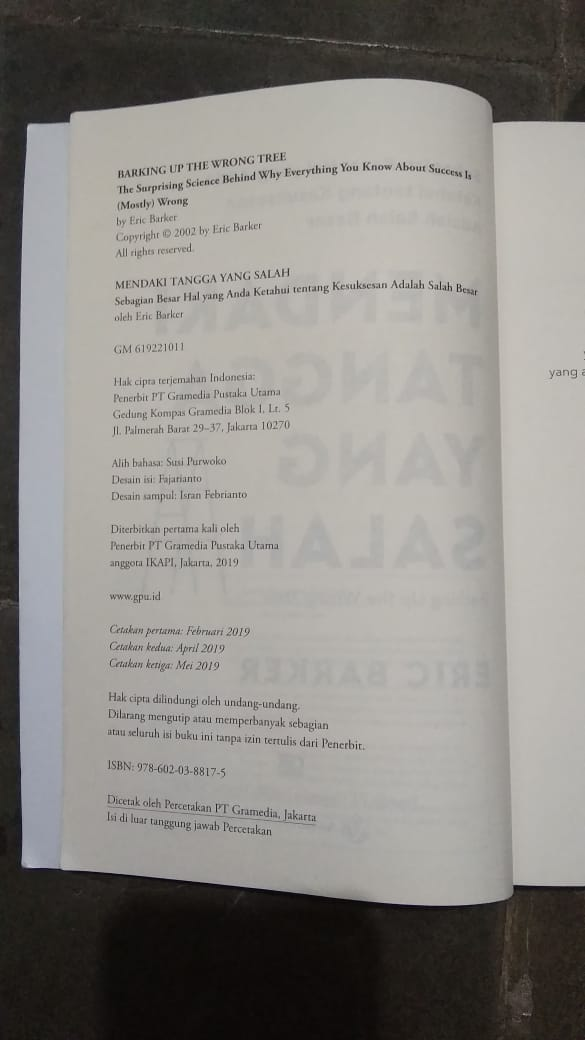 BARKING UP THE WRONG TREE
The Surprising Science Behind Why Everything You Know About Success Is
(Mostly) Wrong
by Eric Barker
Copyright © 2002 by Eric Barker
All rights reserved.
MENDAKI TANGGA YANG SALAH
Sebagian Besar Hal yang Anda Ketahui tentang Kesuksesan Adalah Salah Besar
oleh Eric Barker
GM 619221011
Hak cipta terjemahan Indonesia:
Penerbit PT Gramedia Pustaka Utama
Gedung Kompas Gramedia Blok I, Lt. 5
Jl. Palmerah Barat 29–37, Jakarta 10270
Alih bahasa: Susi Purwoko
Desain isi: Fajarianto
Desain sampul: Isran Febrianto
Diterbitkan pertama kali oleh
Penerbit PT Gramedia Pustaka Utama
anggota IKAPI, Jakarta, 2019
www.gpu.id
Cetakan pertama: Februari 2019
Cetakan kedua: April 2019
Cetakan ketiga: Mei 2019
Hak cipta dilindungi oleh undang-undang.
Dilarang mengutip atau memperbanyak sebagian
atau seluruh isi buku ini tanpa izin tertulis dari Penerbit.
ISBN: 978-602-03-8817-5
Dicetak oleh Percetakan PT Gramedia, Jakarta
Isi di luar tanggung jawab Percetakan
yang